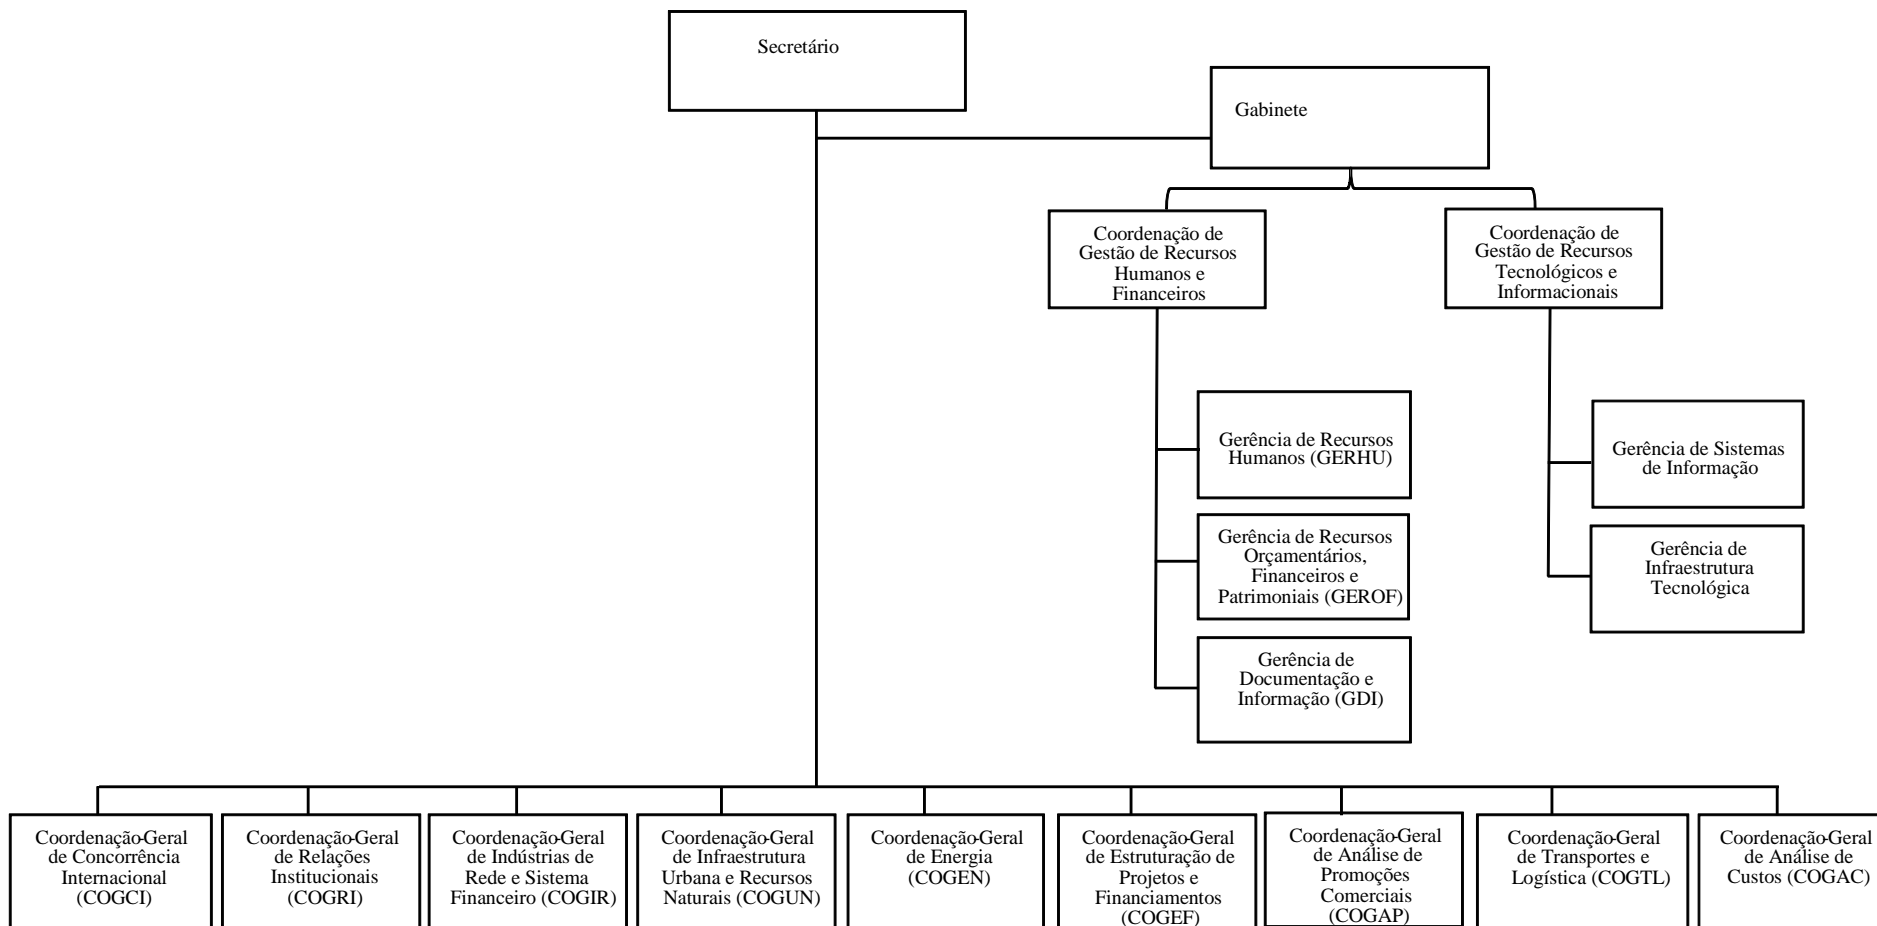 Secretário
Gabinete
Coordenação de
Gestão de Recursos
Humanos e
Financeiros
Coordenação de
Gestão de Recursos
Tecnológicos e
Informacionais
Gerência de Recursos
Humanos (GERHU)
Gerência de Recursos
Orçamentários,
Financeiros e
Patrimoniais (GEROF)
Gerência de
Documentação e
Informação (GDI)
Gerência de Sistemas
de Informação
Gerência de
Infraestrutura
Tecnológica
Coordenação-Geral
de Concorrência
Internacional
(COGCI)
Coordenação-Geral
de Relações
Institucionais
(COGRI)
Coordenação-Geral
de Indústrias de
Rede e Sistema
Financeiro (COGIR)
Coordenação-Geral
de Infraestrutura
Urbana e Recursos
Naturais (COGUN)
Coordenação-Geral
de Energia
(COGEN)
Coordenação-Geral
de Estruturação de
Projetos e
Financiamentos
(COGEF)
Coordenação-Geral
de Análise de
Promoções
Comerciais
(COGAP)
Coordenação-Geral
de Transportes e
Logística (COGTL)
Coordenação-Geral
de Análise de
Custos (COGAC)